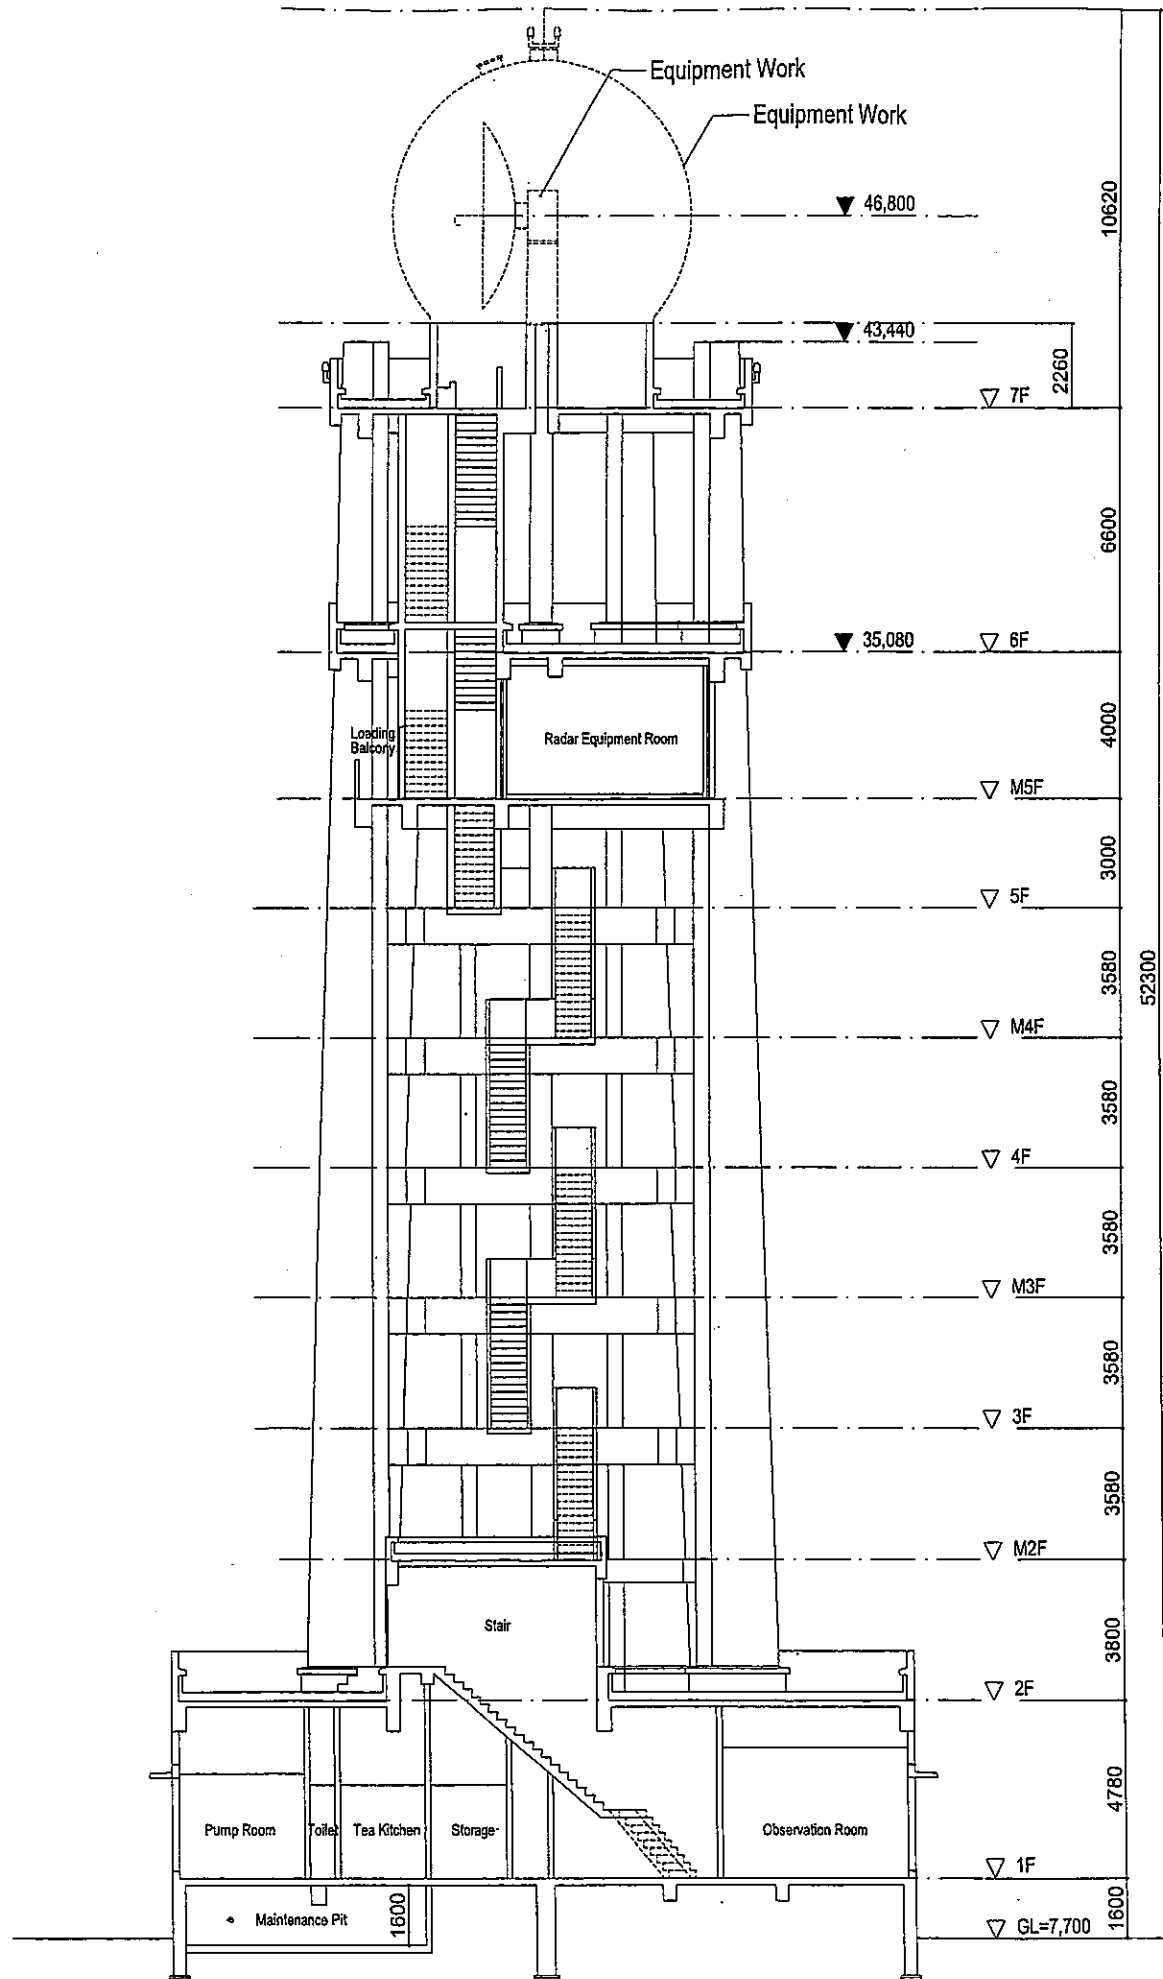 Equipment Work
Equipment Work
46,800
10620
43,440
2260
7F
6600
35,080
6F
Loading
Balcony
Radar Equipment Room
4000
M5F
3000
5F
3580
52300
M4F
3580
4F
3580
M3F
3580
3F
3580
M2F
Stair
3800
2F
4780
Pump Room
Toilet
Tea Kitchen
Storage
Observation Room
1F
Maintenance Pit
1600
1600
GL=7,700